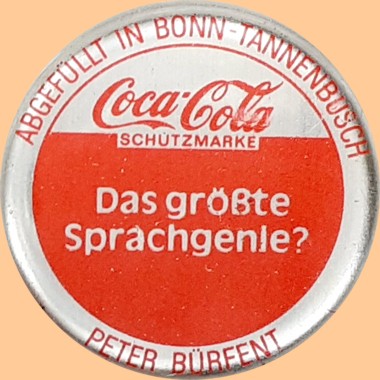 ABGEFÜLLT IN BONN-TANNENBUSCH
Coca-Cola
SCHUTZMARKE
Das größte
Sprachgenie?
PETER BÜRFENT